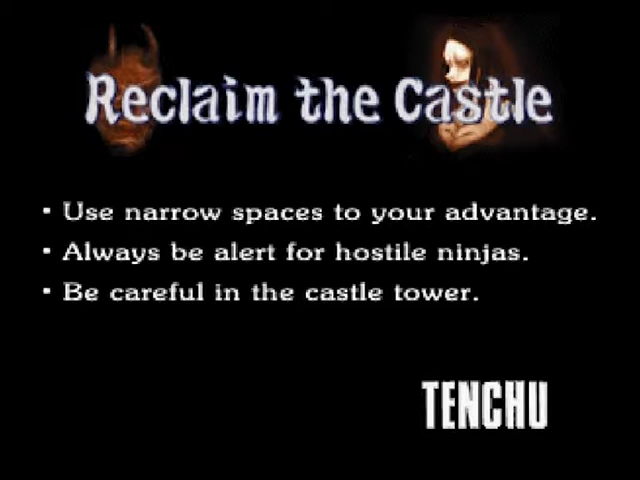 Reclaim the Castle
· Use narrow spaces to your advantage.
· Always be alert for hostile ninjas.
· Be careful in the castle tower.
TENCHU